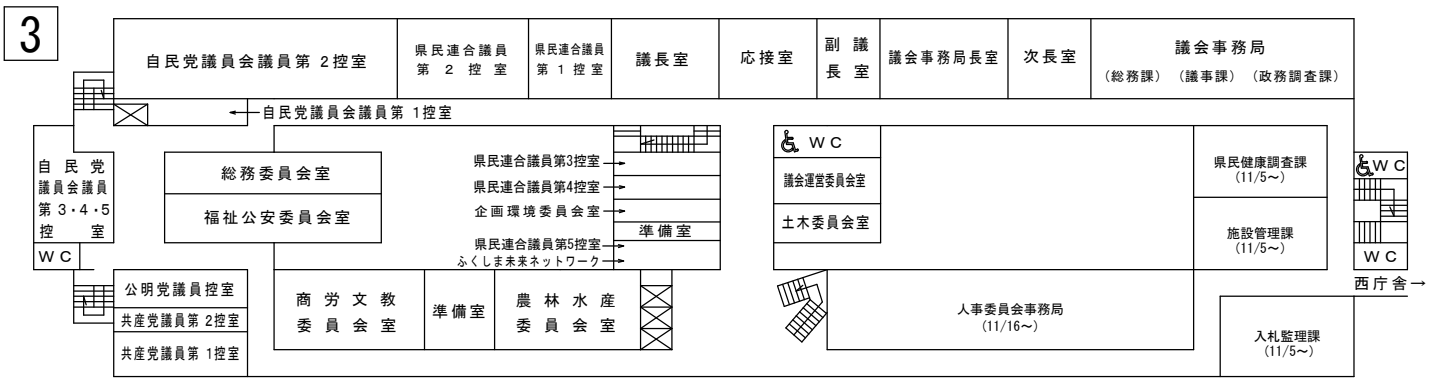 3
自民党議員会議員第 2控室
県民連合議員
第 2 控 室
県民連合議員
第 1 控 室
議長室
応接室
副 議
長 室
議会事務局長室
次長室
議会事務局
（総務課）（議事課）（政務調査課）
←自民党議員会議員第 1控室
自 民 党
議員会議員
第 3・4・5
控 室
ＷＣ
総務委員会室
福祉公安委員会室
県民連合議員第3控室→
県民連合議員第4控室→
企画環境委員会室→
準備室
県民連合議員第5控室→
ふくしま未来ネットワーク→
ＷＣ
議会運営委員会室
土木委員会室
県民健康調査課
(11/5～)
施設管理課
(11/5～)
ＷＣ
ＷＣ
西庁舎→
公明党議員控室
共産党議員第 2控室
共産党議員第 1控室
商 労 文 教
委 員 会 室
準備室
農 林 水 産
委 員 会 室
人事委員会事務局
(11/16～)
入札監理課
(11/5～)